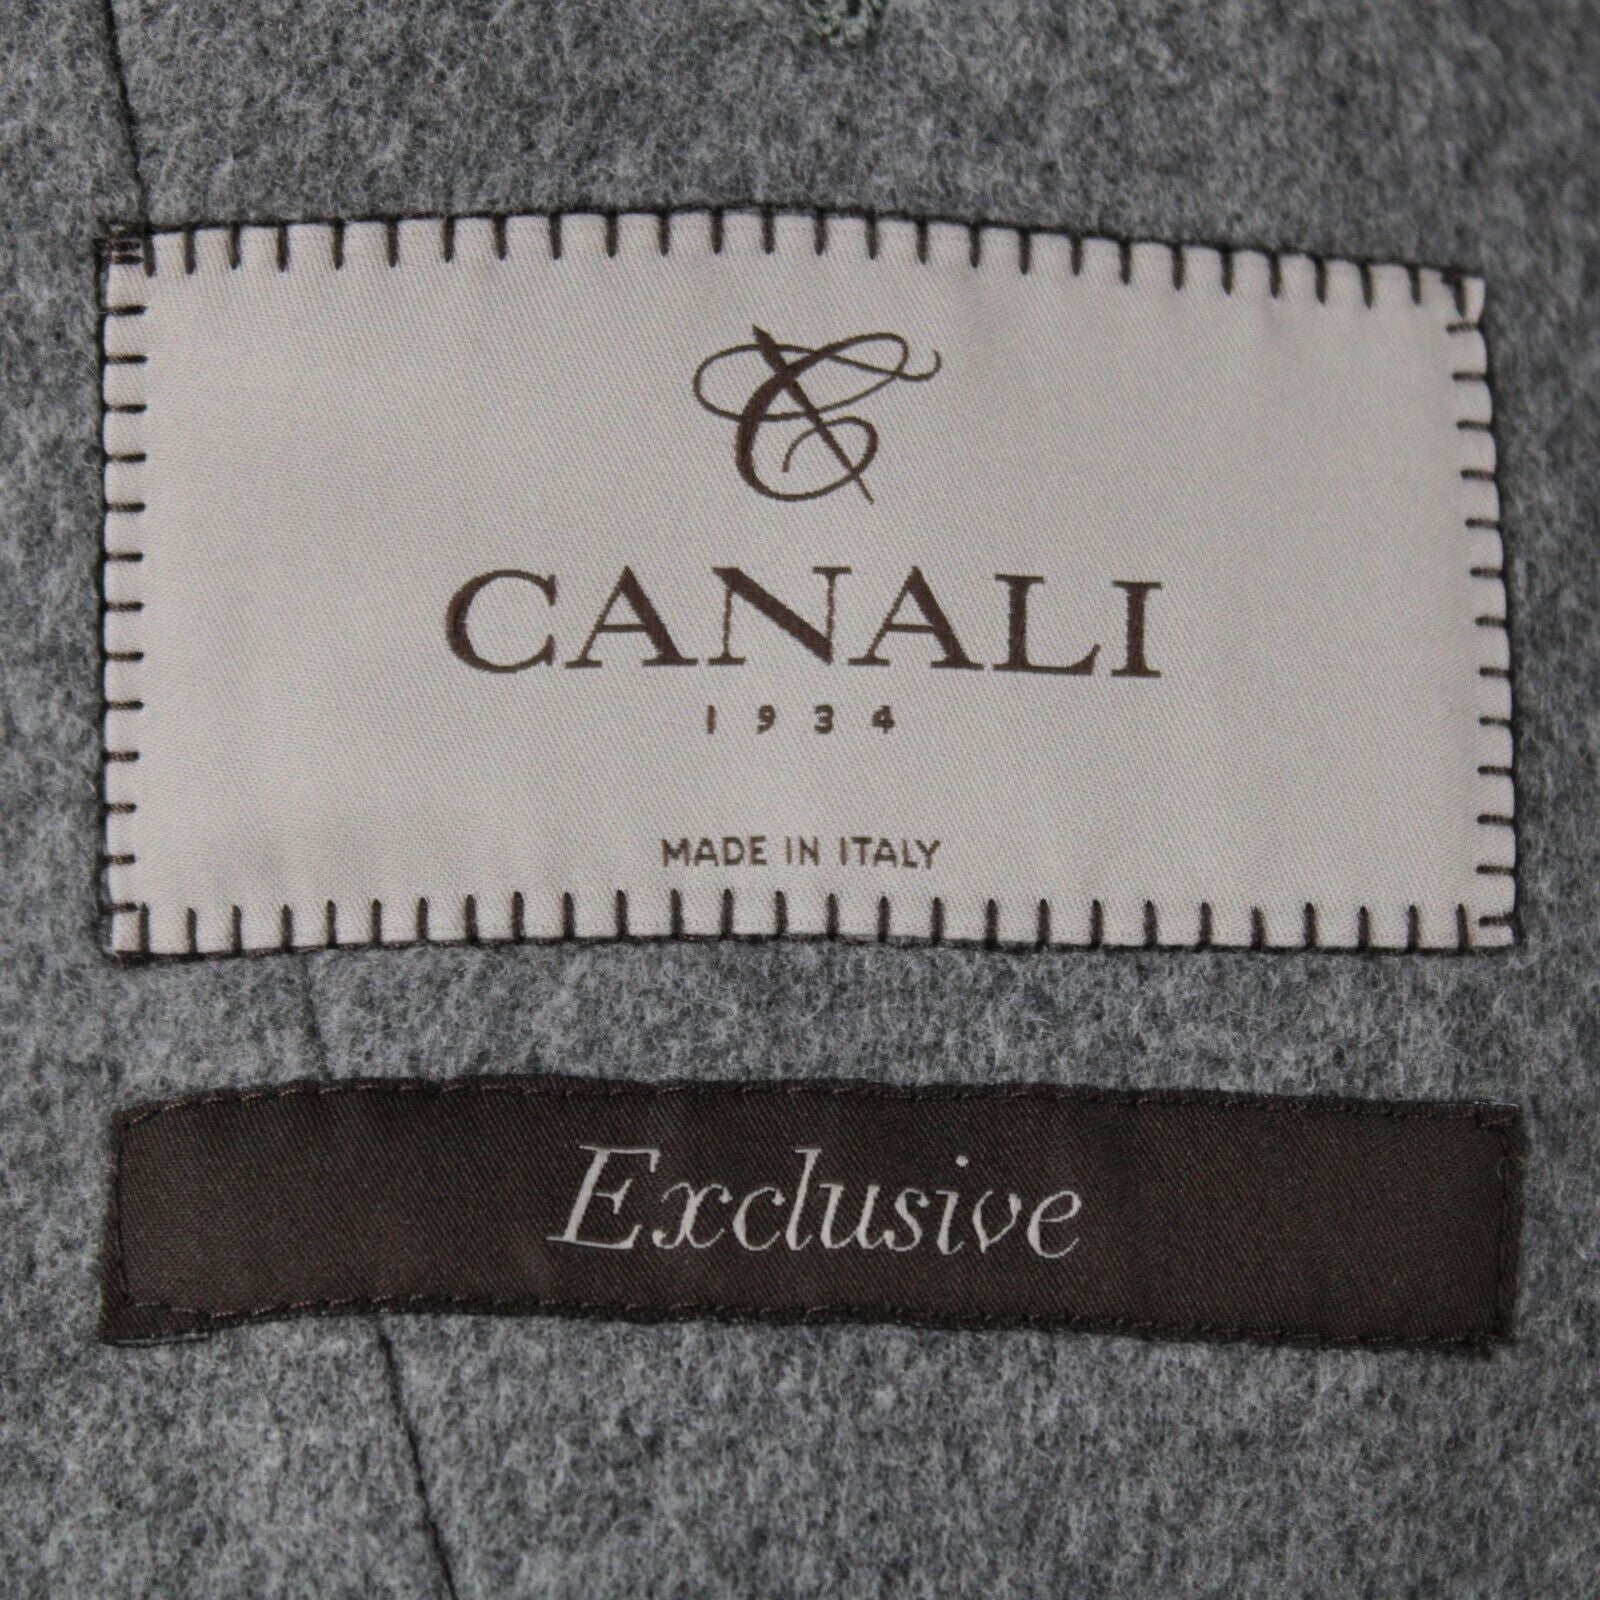 CANALI
1934
MADE IN ITALY
Exclusive